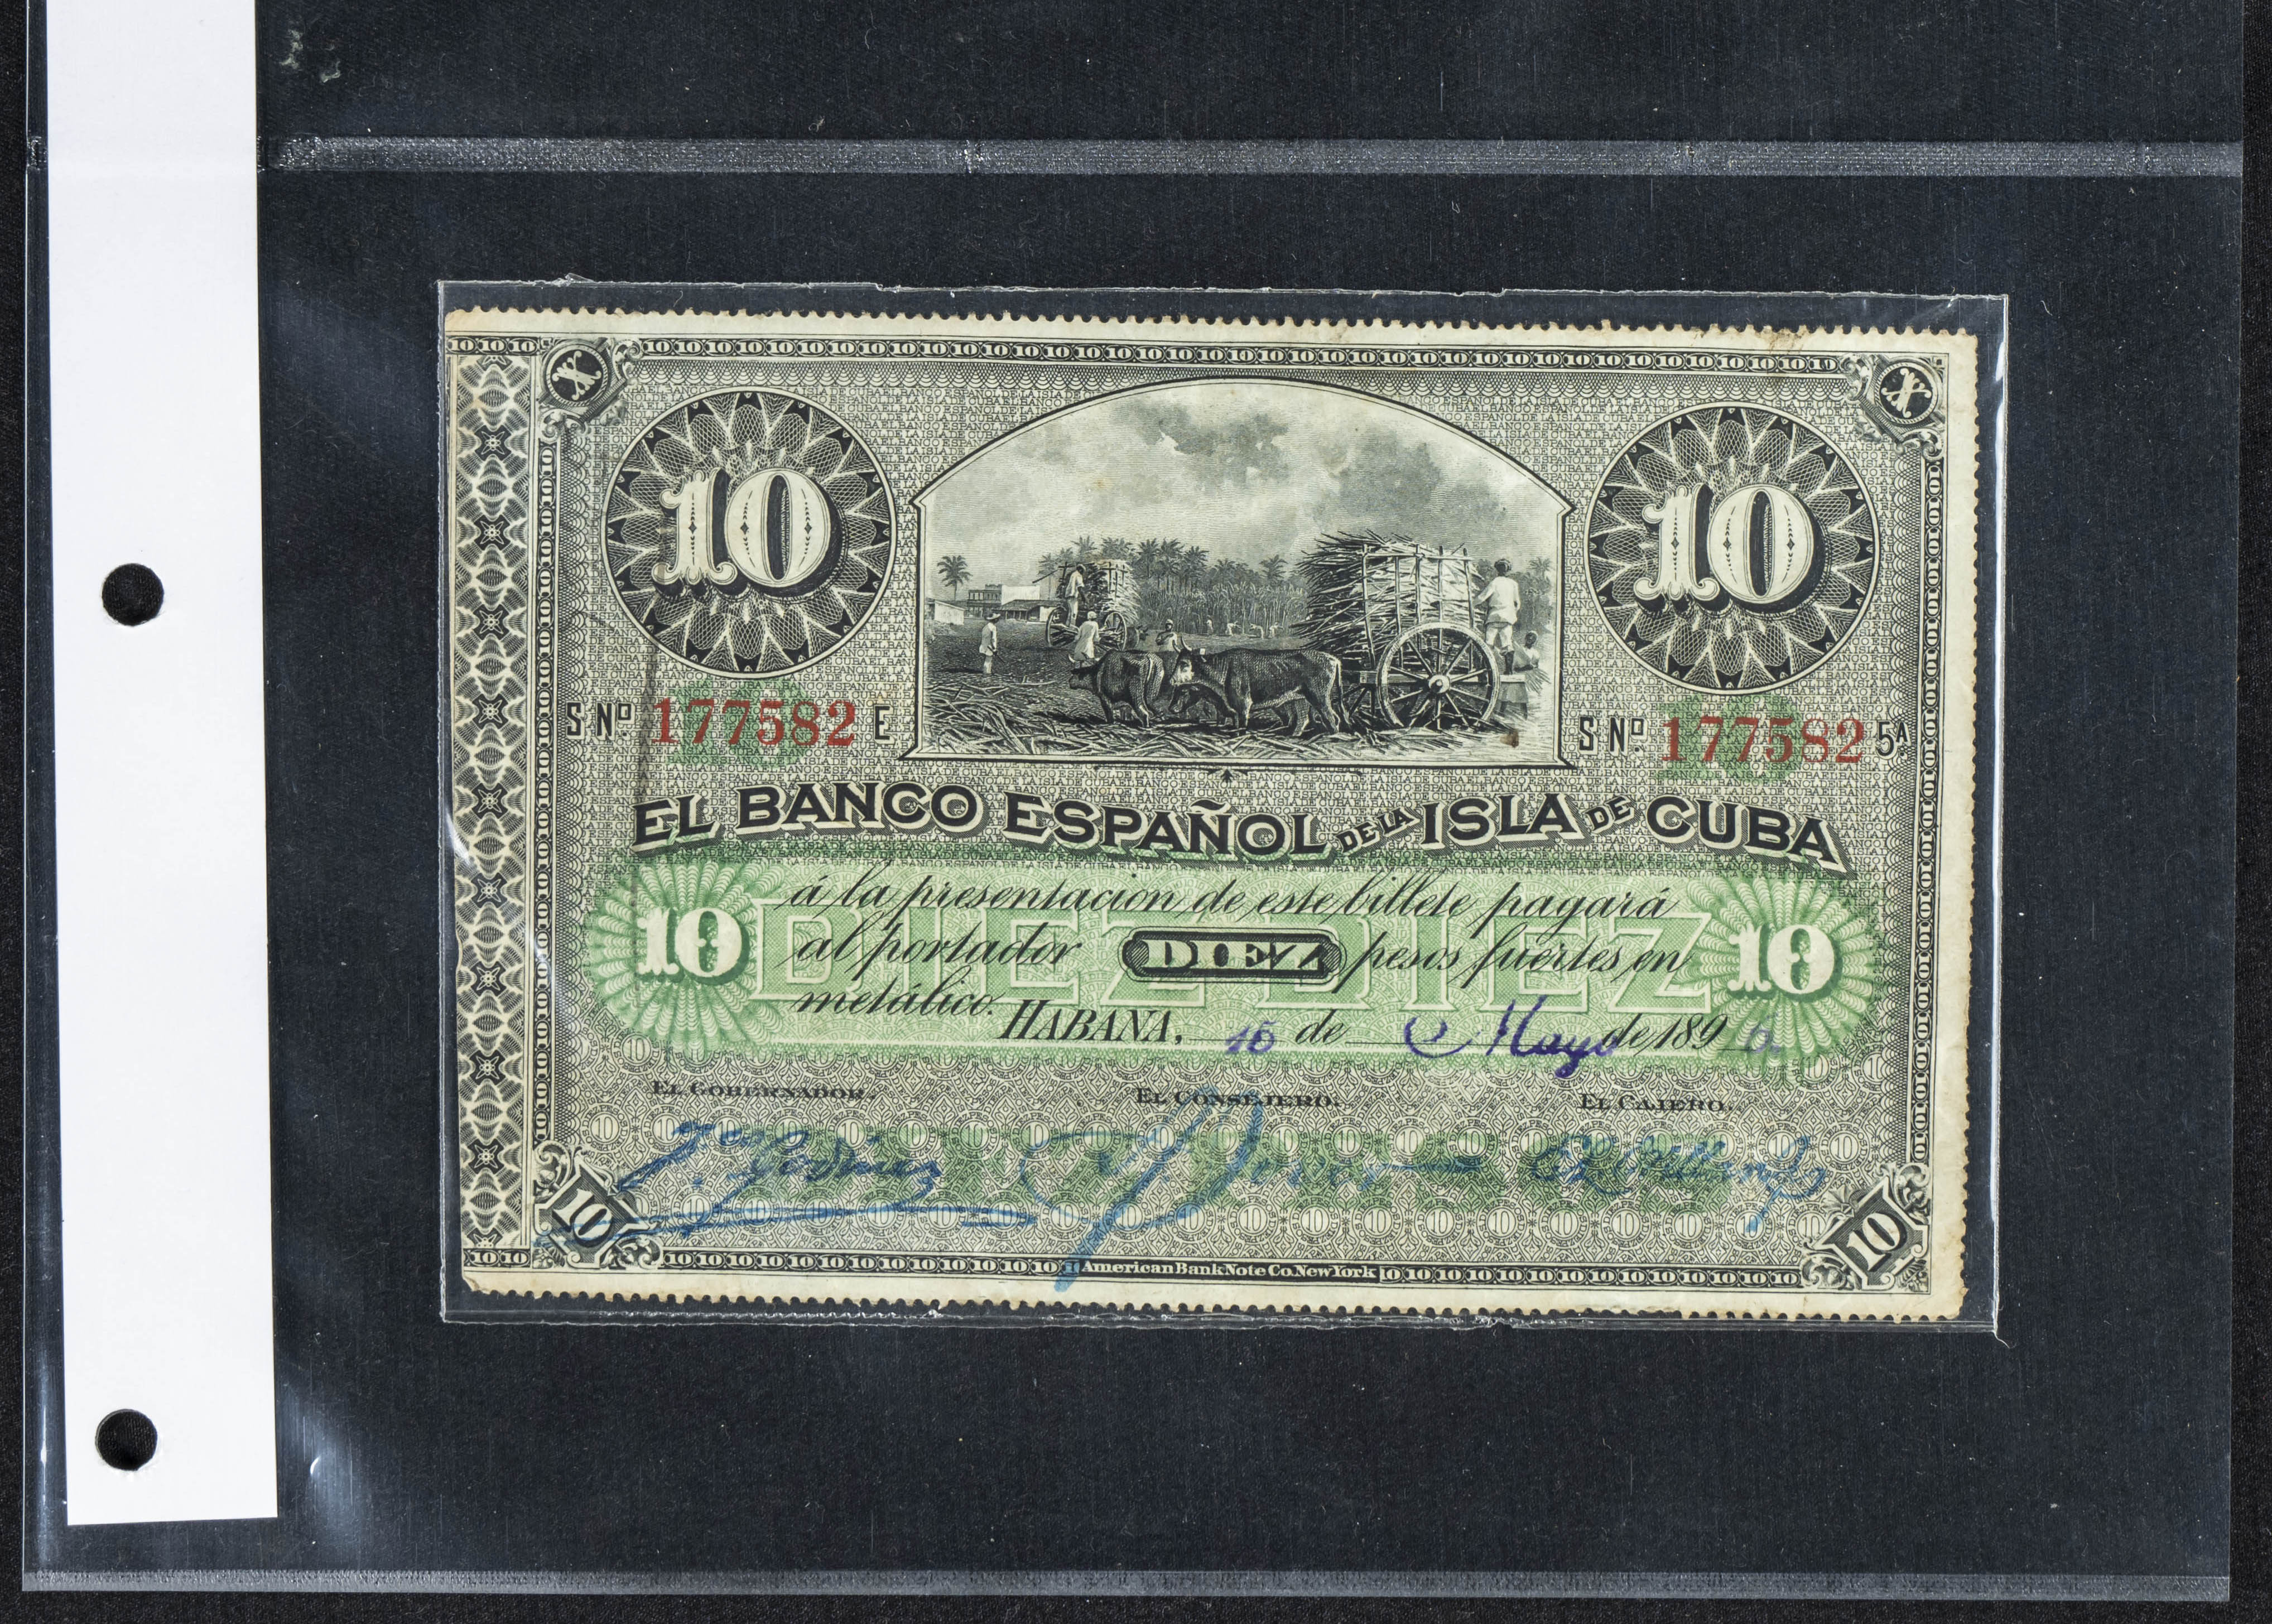 X X
10 10
S Nº 177582 E S Nº 177582 5A
EL BANCO ESPAÑOL DE LA ISLA DE CUBA
á la presentacion de este billete pagará
10 al portador DIEZ pesos fuertes en 10
metálico.
DIEZ DIEZ
HABANA, 15 de Mayo de 1896
EL GOBERNADOR. EL CONSEJERO. EL CAJERO.
10 10
American Bank Note Co. New York